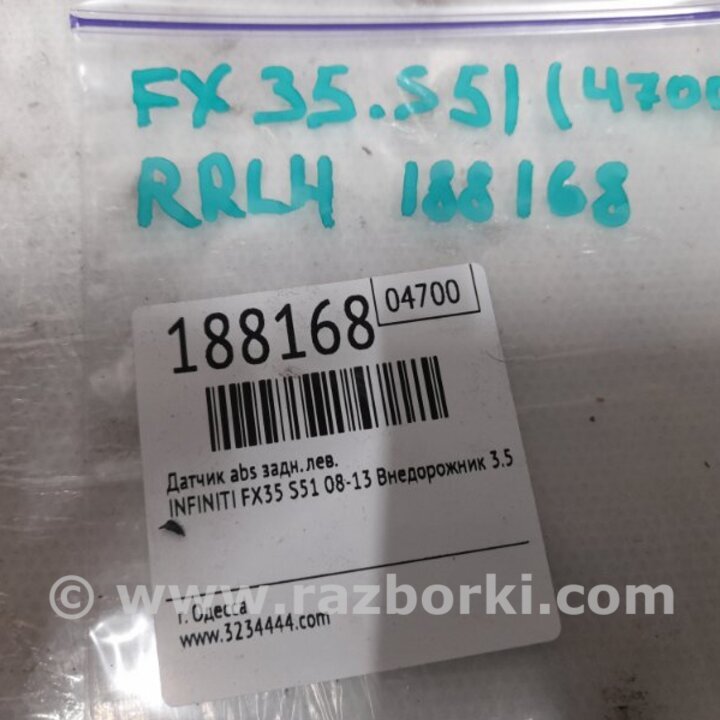 FX 35.S51 (4700
RRLH 188168
188168 04700
Датчик abs задн.лев.
INFINITI FX35 S51 08-13 Внедорожник 3.5
© www.razborki.com
г. Одесса
www.3234444.com